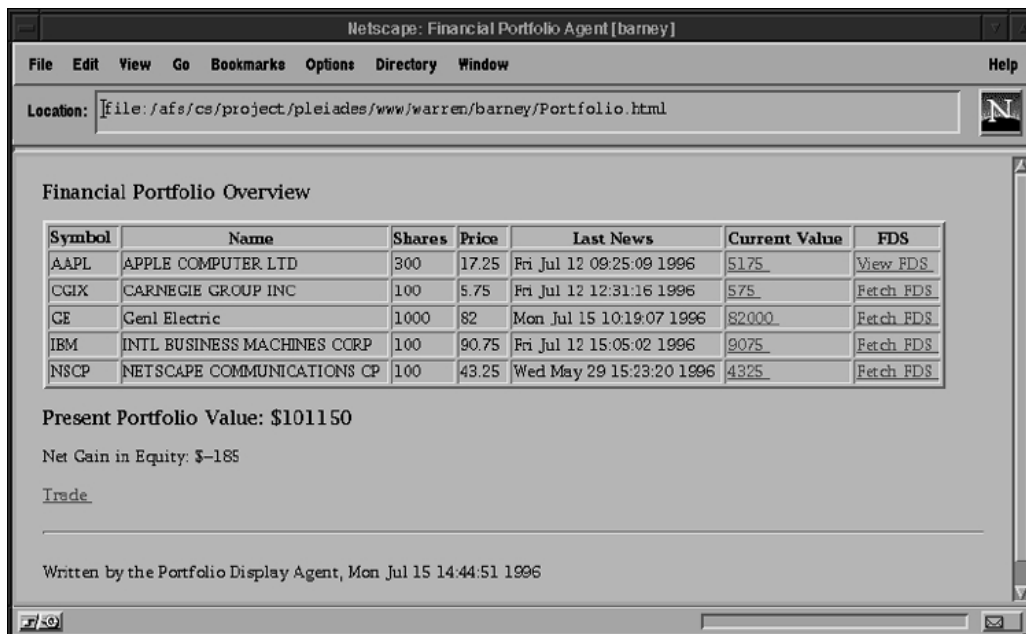 Netscape: Financial Portfolio Agent [barney]
File Edit View Go Bookmarks Options Directory Window Help
Location: file:/afs/cs/project/pleiades/www/warren/barney/Portfolio.html
N
Financial Portfolio Overview
Symbol Name Shares Price Last News Current Value FDS
AAPL APPLE COMPUTER LTD 300 17.25 Fri Jul 12 09:25:09 1996 5175 View FDS
CGIX CARNEGIE GROUP INC 100 5.75 Fri Jul 12 12:31:16 1996 575 Fetch FDS
GE Genl Electric 1000 82 Mon Jul 15 10:19:07 1996 82000 Fetch FDS
IBM INTL BUSINESS MACHINES CORP 100 90.75 Fri Jul 12 15:05:02 1996 9075 Fetch FDS
NSCP NETSCAPE COMMUNICATIONS CP 100 43.25 Wed May 29 15:23:20 1996 4325 Fetch FDS
Present Portfolio Value: $101150
Net Gain in Equity: $-185
Trade
Written by the Portfolio Display Agent, Mon Jul 15 14:44:51 1996